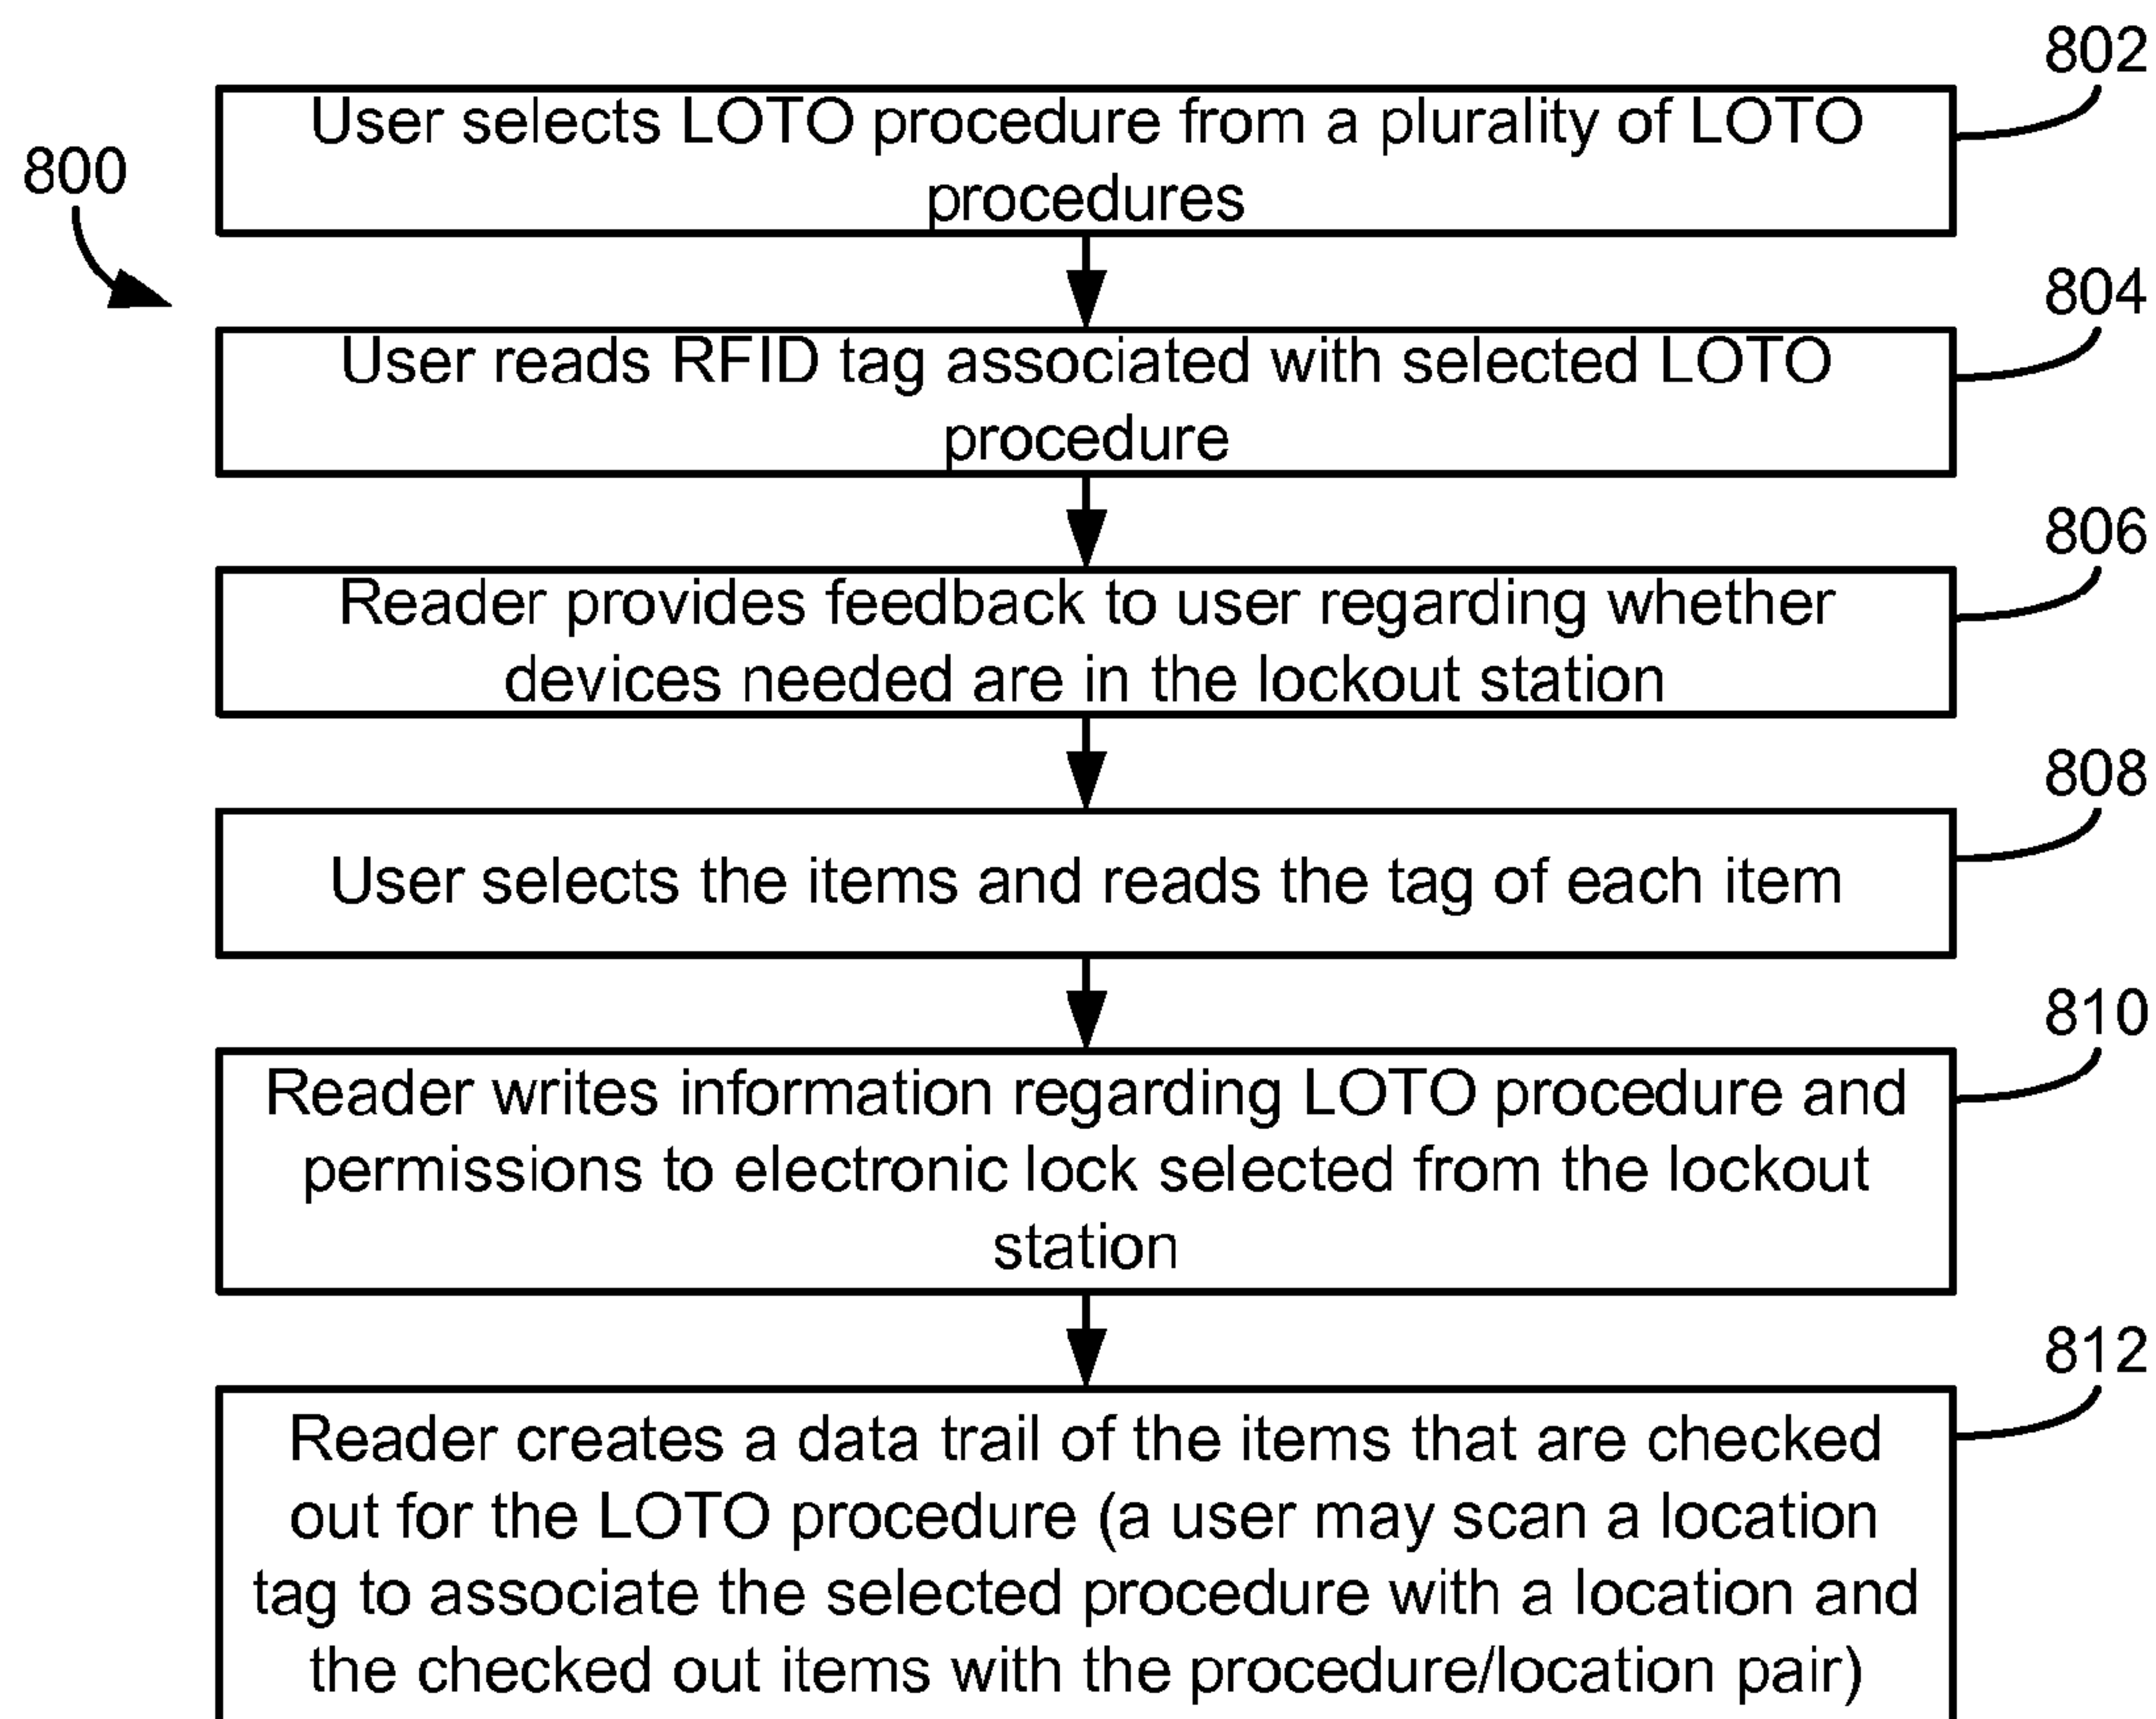 802
User selects LOTO procedure from a plurality of LOTO
procedures
800
804
User reads RFID tag associated with selected LOTO
procedure
806
Reader provides feedback to user regarding whether
devices needed are in the lockout station
808
User selects the items and reads the tag of each item
810
Reader writes information regarding LOTO procedure and
permissions to electronic lock selected from the lockout
station
812
Reader creates a data trail of the items that are checked
out for the LOTO procedure (a user may scan a location
tag to associate the selected procedure with a location and
the checked out items with the procedure/location pair)